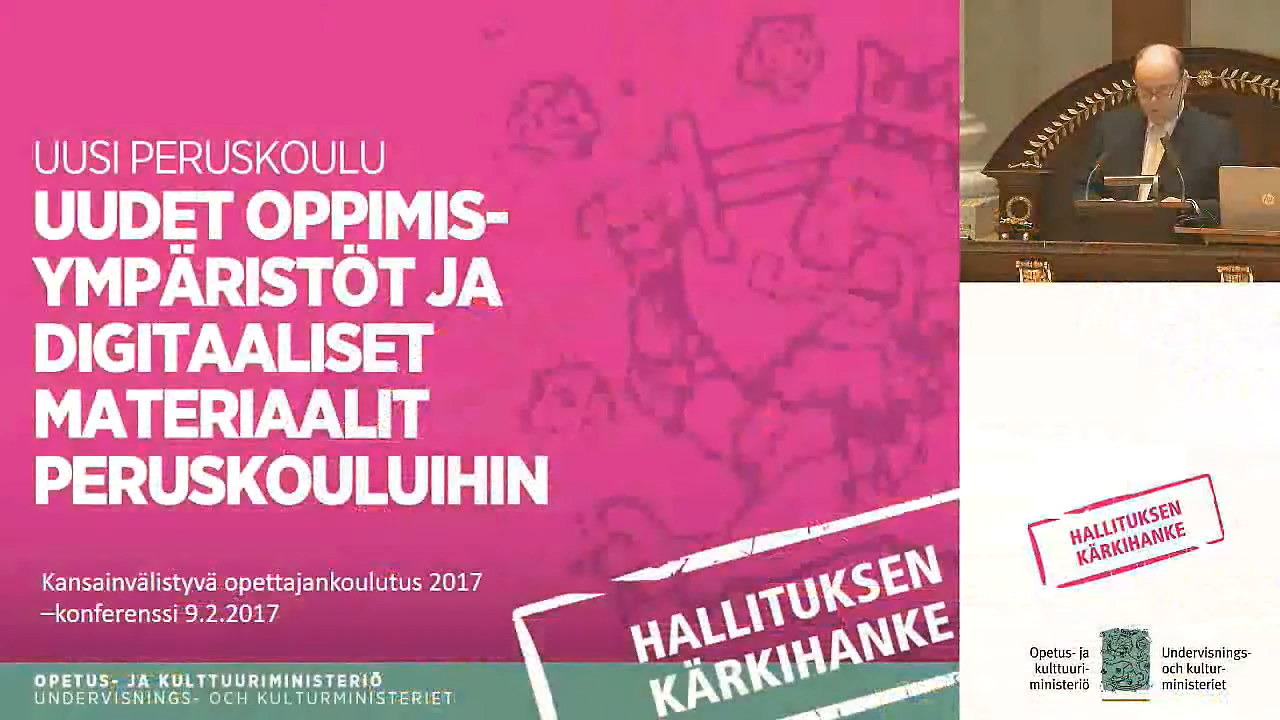 UUSI PERUSKOULU
UUDET OPPIMIS-
YMPÄRISTÖT JA
DIGITAALISET
MATERIAALIT
PERUSKOULUIHIN
Kansainvälistyvä opettajankoulutus 2017
–konferenssi 9.2.2017
HALLITUKSEN
KÄRKIHANKE
OPETUS- JA KULTTUURIMINISTERIÖ
UNDERVISNINGS- OCH KULTURMINISTERIET
hp
HALLITUKSEN
KÄRKIHANKE
Opetus- ja
kulttuuri-
ministeriö
Undervisnings-
och kultur-
ministeriet